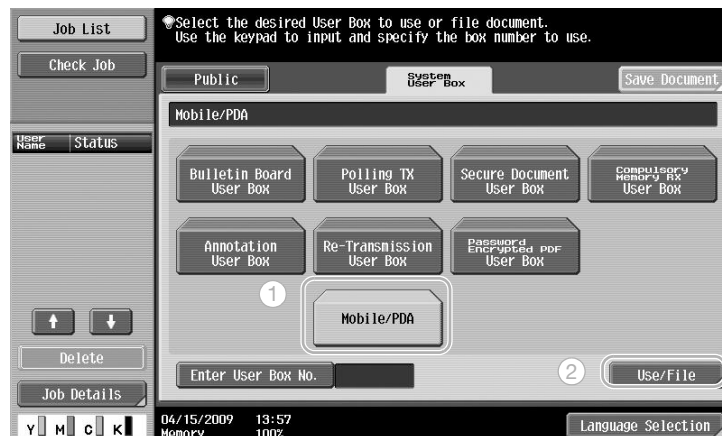 Job List
Check Job
User Name Status
Delete
Job Details
Y M C K
Select the desired User Box to use or file document.
Use the keypad to input and specify the box number to use.
Public
System User Box
Save Document
Mobile/PDA
Bulletin Board User Box
Polling TX User Box
Secure Document User Box
Compulsory Memory RX User Box
Annotation User Box
Re-Transmission User Box
Password Encrypted PDF User Box
1
Mobile/PDA
Enter User Box No.
2
Use/File
04/15/2009 13:57
Memory 100%
Language Selection